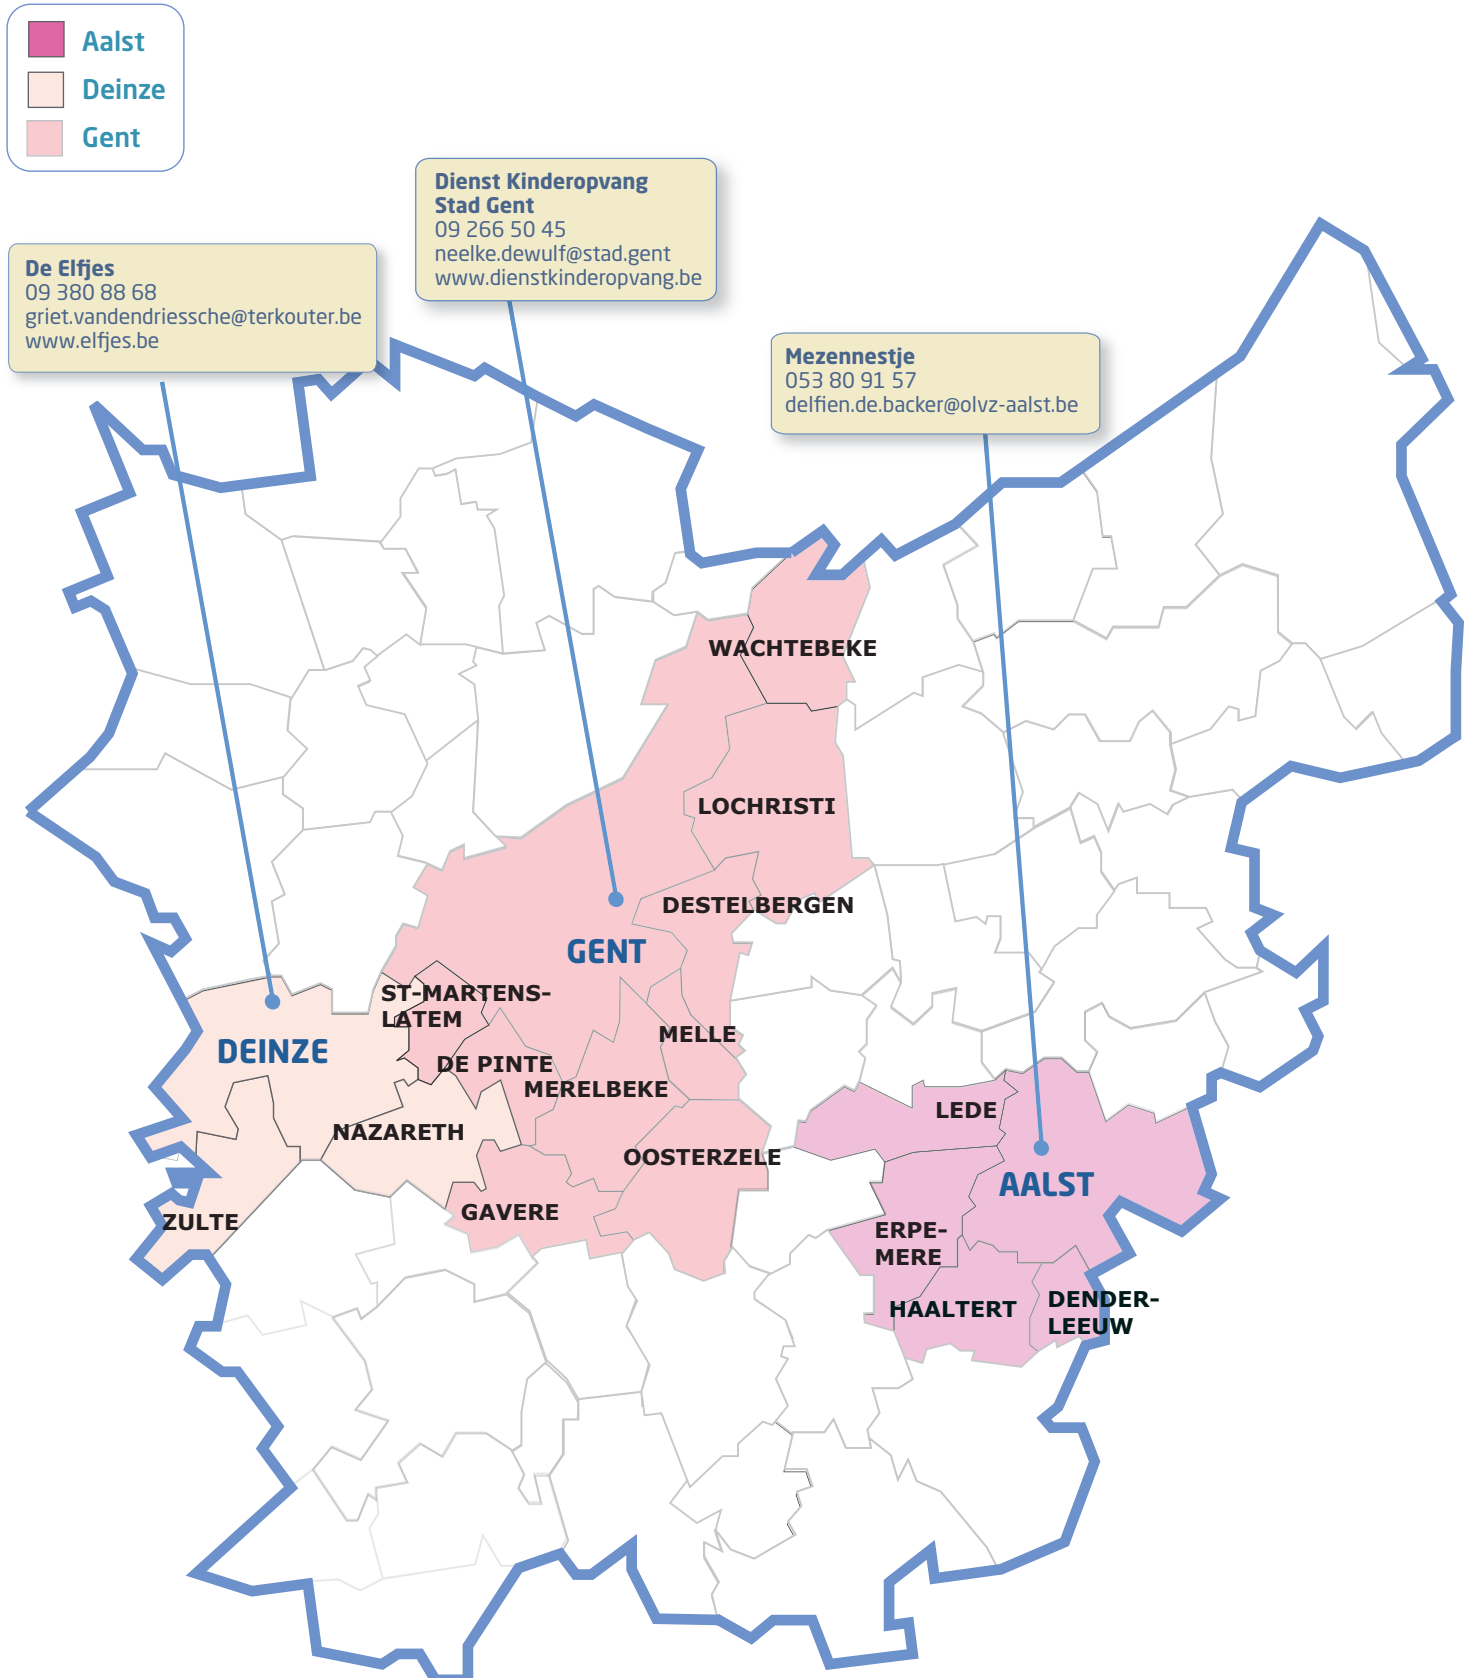 Aalst
Deinze
Gent
Dienst Kinderopvang
Stad Gent
09 266 50 45
neelke.dewulf@stad.gent
www.dienstkinderopvang.be
De Elfjes
09 380 88 68
griet.vandendriessche@terkouter.be
www.elfjes.be
Mezennestje
053 80 91 57
delfien.de.backer@olvz-aalst.be
WACHTEBEKE
LOCHRISTI
DESTELBERGEN
GENT
ST-MARTENS-
LATEM
MELLE
DEINZE
DE PINTE
MERELBEKE
LEDE
NAZARETH
OOSTERZELE
AALST
GAVERE
ZULTE
ERPE-
MERE
HAALTERT
DENDER-
LEEUW